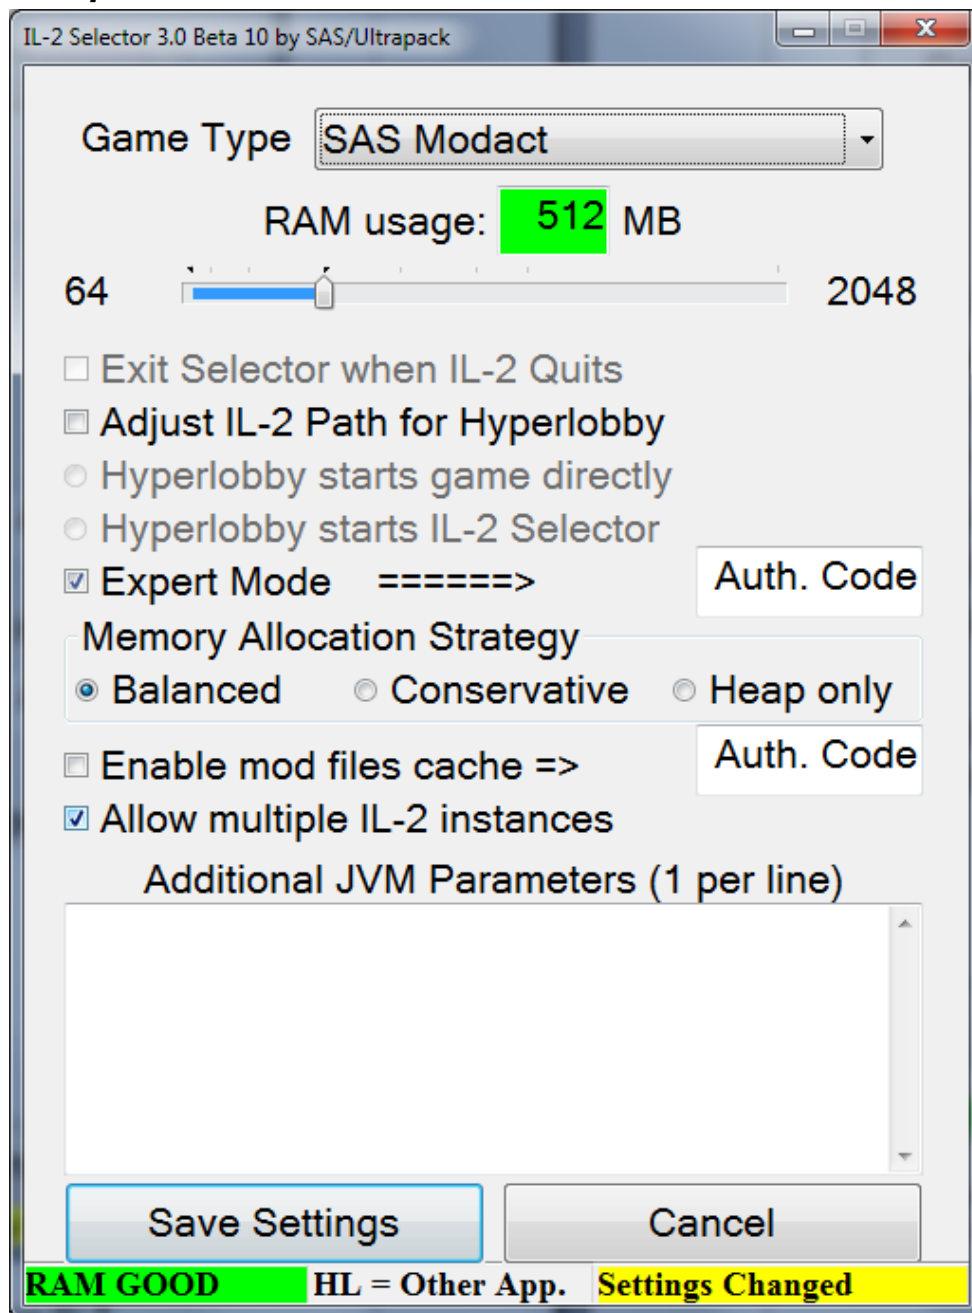 IL-2 Selector 3.0 Beta 10 by SAS/Ultrapack
Game Type SAS Modact
RAM usage: 512 MB
64 2048
Exit Selector when IL-2 Quits
Adjust IL-2 Path for Hyperlobby
Hyperlobby starts game directly
Hyperlobby starts IL-2 Selector
Expert Mode ======> Auth. Code
Memory Allocation Strategy
Balanced Conservative Heap only
Enable mod files cache => Auth. Code
Allow multiple IL-2 instances
Additional JVM Parameters (1 per line)
Save Settings Cancel
RAM GOOD HL = Other App. Settings Changed